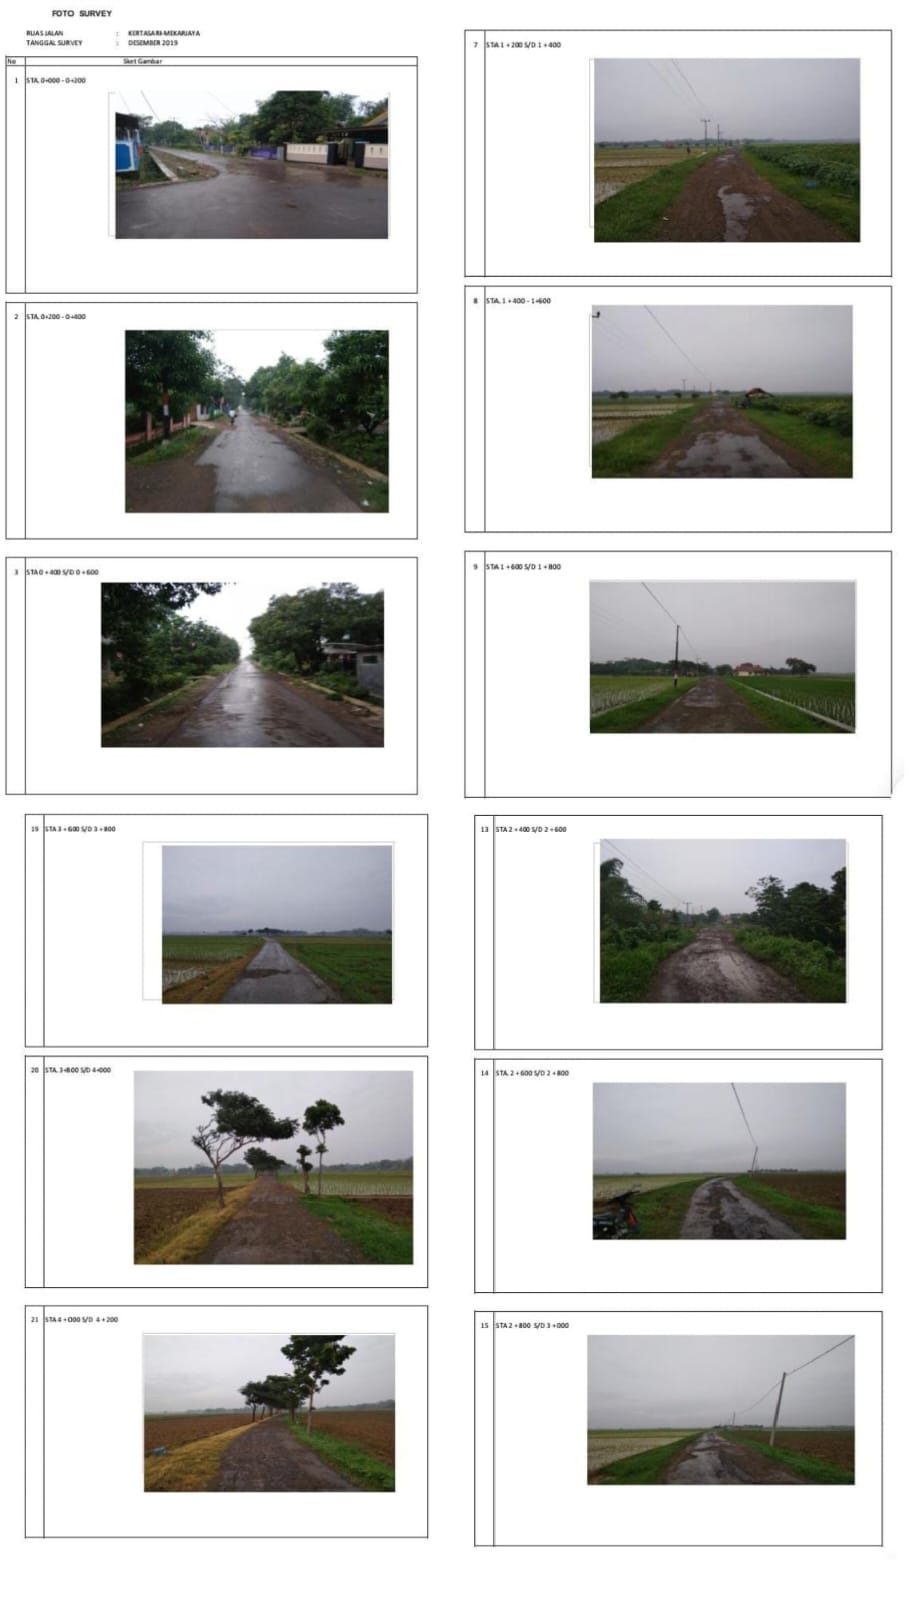 FOTO SURVEY
RUAS JALAN : KERTASARI-MEKARJAYA
TANGGAL SURVEY : DESEMBER 2019
No Sket Gambar
1 STA. 0+000 - 0+200
2 STA. 0+200 - 0+400
3 STA 0 + 400 S/D 0 + 600
7 STA 1 + 200 S/D 1 + 400
8 STA. 1 + 400 - 1+600
9 STA 1 + 600 S/D 1 + 800
19 STA 3 + 600 S/D 3 + 800
20 STA. 3+800 S/D 4+000
21 STA 4 + 000 S/D 4 + 200
13 STA 2 + 400 S/D 2 + 600
14 STA. 2 + 600 S/D 2 + 800
15 STA 2 + 800 S/D 3 + 000